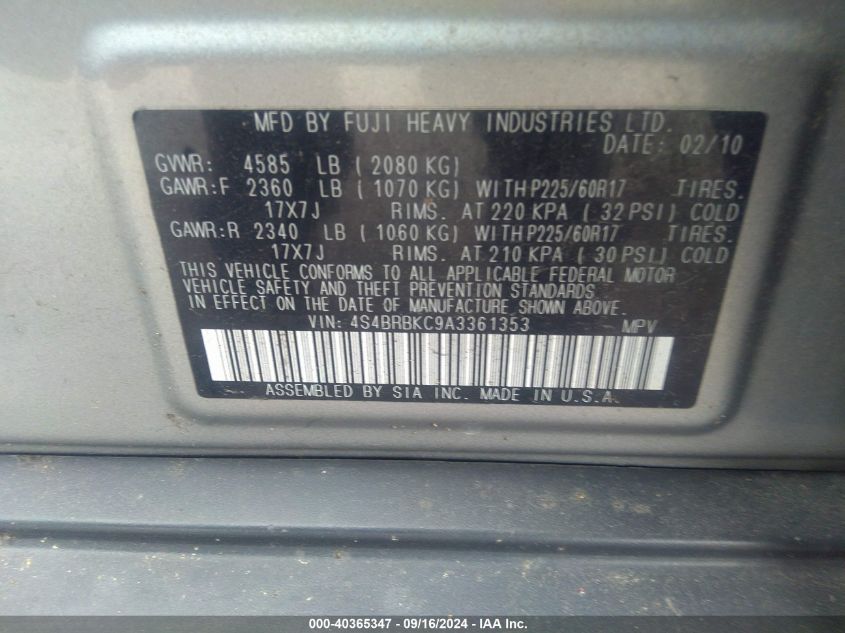 MFD BY FUJI HEAVY INDUSTRIES LTD.
DATE: 02/10
GVWR: 4585 LB ( 2080 KG)
GAWR:F 2360 LB ( 1070 KG) WITH P225/60R17 TIRES.
17X7J RIMS. AT 220 KPA ( 32 PSI) COLD
GAWR:R 2340 LB ( 1060 KG) WITH P225/60R17 TIRES.
17X7J RIMS. AT 210 KPA ( 30 PSI) COLD
THIS VEHICLE CONFORMS TO ALL APPLICABLE FEDERAL MOTOR
VEHICLE SAFETY AND THEFT PREVENTION STANDARDS
IN EFFECT ON THE DATE OF MANUFACTURE SHOWN ABOVE.
VIN: 4S4BRBKC9A3361353 MPV
ASSEMBLED BY SIA INC. MADE IN U.S.A.
000-40365347 - 09/16/2024 - IAA Inc.